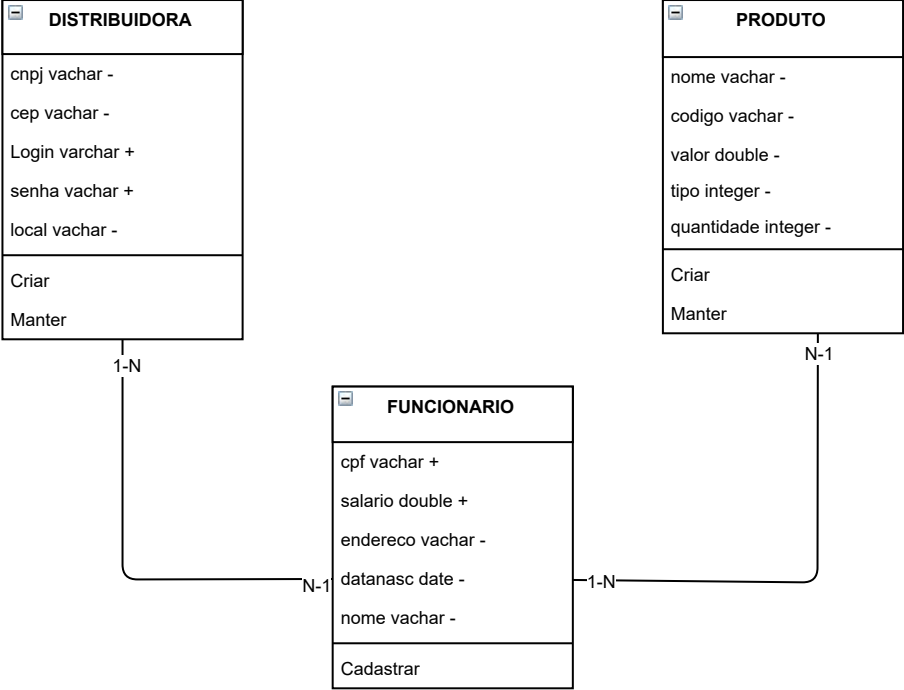 DISTRIBUIDORA
cnpj vachar -
cep vachar -
Login varchar +
senha vachar +
local vachar -
Criar
Manter
1-N
PRODUTO
nome vachar -
codigo vachar -
valor double -
tipo integer -
quantidade integer -
Criar
Manter
N-1
FUNCIONARIO
cpf vachar +
salario double +
endereco vachar -
datanasc date -
nome vachar -
Cadastrar
N-1
1-N